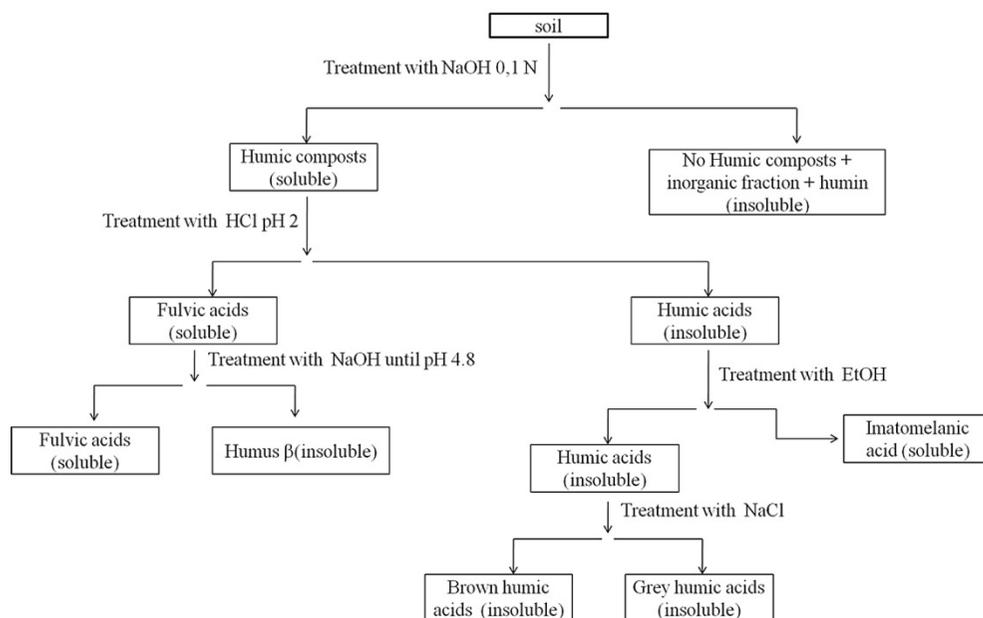 soil
Treatment with NaOH 0,1 N
Humic composts
(soluble)
No Humic composts +
inorganic fraction + humin
(insoluble)
Treatment with HCl pH 2
Fulvic acids
(soluble)
Humic acids
(insoluble)
Treatment with NaOH until pH 4.8
Treatment with EtOH
Fulvic acids
(soluble)
Humus β(insoluble)
Humic acids
(insoluble)
Imatomelanic
acid (soluble)
Treatment with NaCl
Brown humic
acids (insoluble)
Grey humic acids
(insoluble)